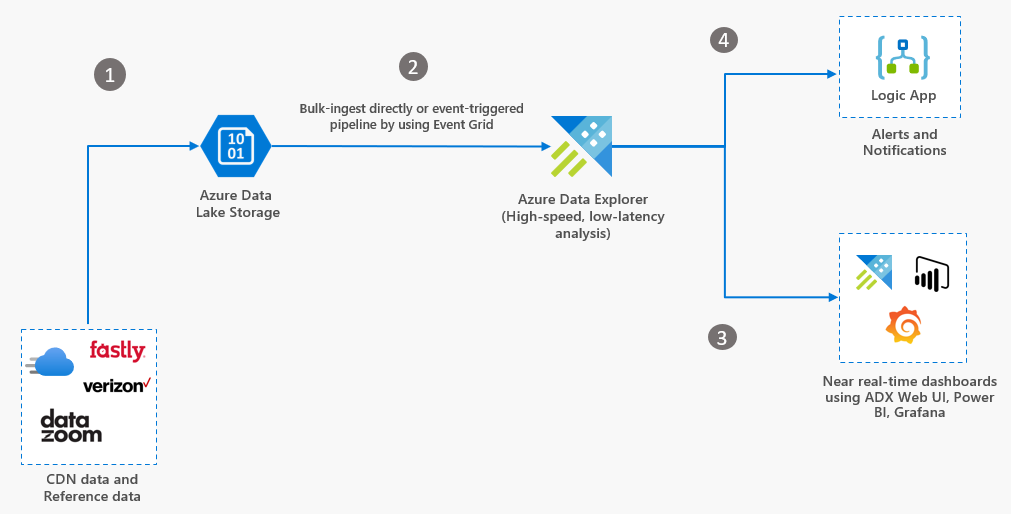 1
2
4
Bulk-ingest directly or event-triggered
pipeline by using Event Grid
10
01
Azure Data
Lake Storage
Azure Data Explorer
(High-speed, low-latency
analysis)
Logic App
Alerts and
Notifications
3
Near real-time dashboards
using ADX Web UI, Power
BI, Grafana
fastly
verizon✓
data
zoom
CDN data and
Reference data